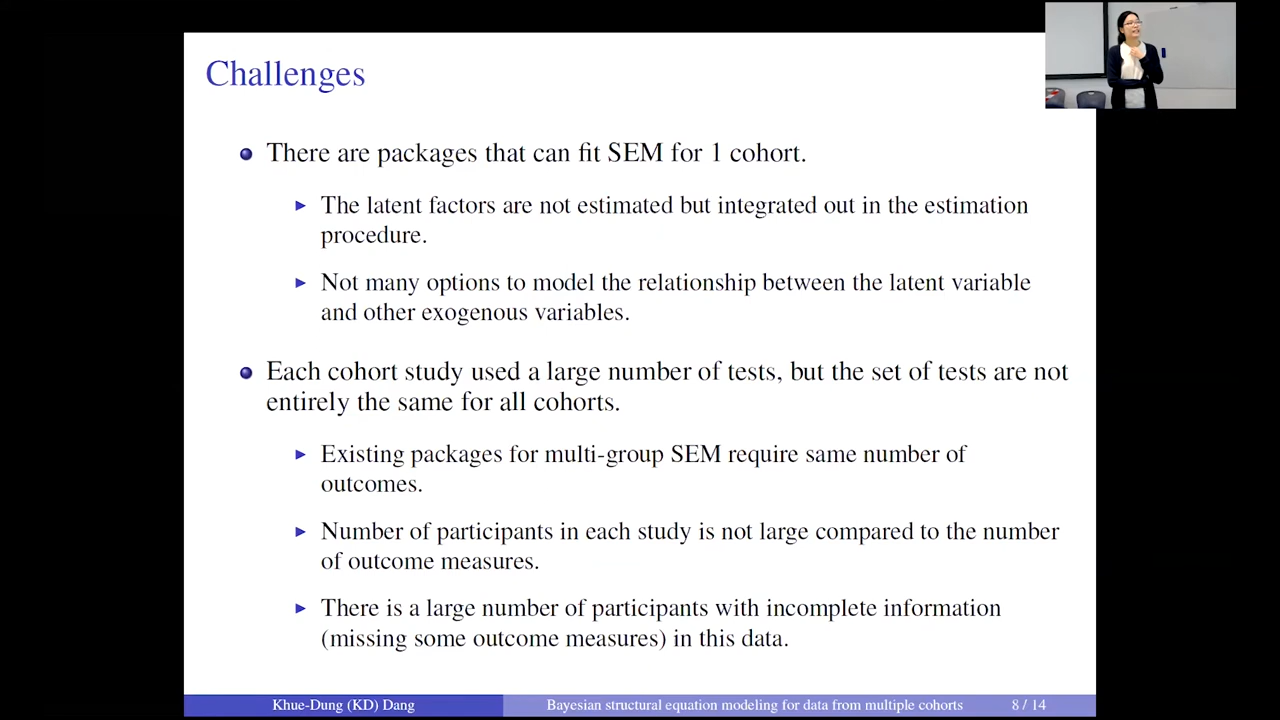 Challenges
There are packages that can fit SEM for 1 cohort.
The latent factors are not estimated but integrated out in the estimation
procedure.
Not many options to model the relationship between the latent variable
and other exogenous variables.
Each cohort study used a large number of tests, but the set of tests are not
entirely the same for all cohorts.
Existing packages for multi-group SEM require same number of
outcomes.
Number of participants in each study is not large compared to the number
of outcome measures.
There is a large number of participants with incomplete information
(missing some outcome measures) in this data.
Khue-Dung (KD) Dang Bayesian structural equation modeling for data from multiple cohorts 8 / 14